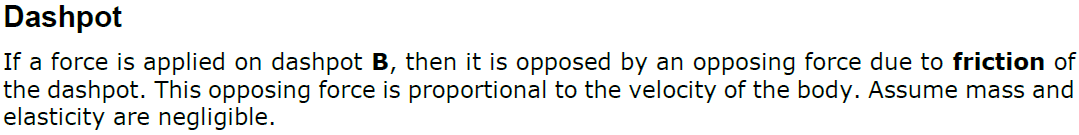 Dashpot
If a force is applied on dashpot B, then it is opposed by an opposing force due to friction of
the dashpot. This opposing force is proportional to the velocity of the body. Assume mass and
elasticity are negligible.